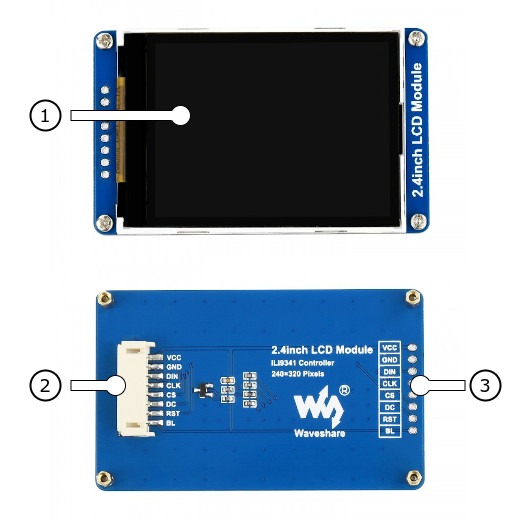 1
2.4inch LCD Module
2
VCC
GND
DIN
CLK
CS
DC
RST
BL
2.4inch LCD Module
ILI9341 Controller
240×320 Pixels
®
Waveshare
VCC
GND
DIN
CLK
CS
DC
RST
BL
3